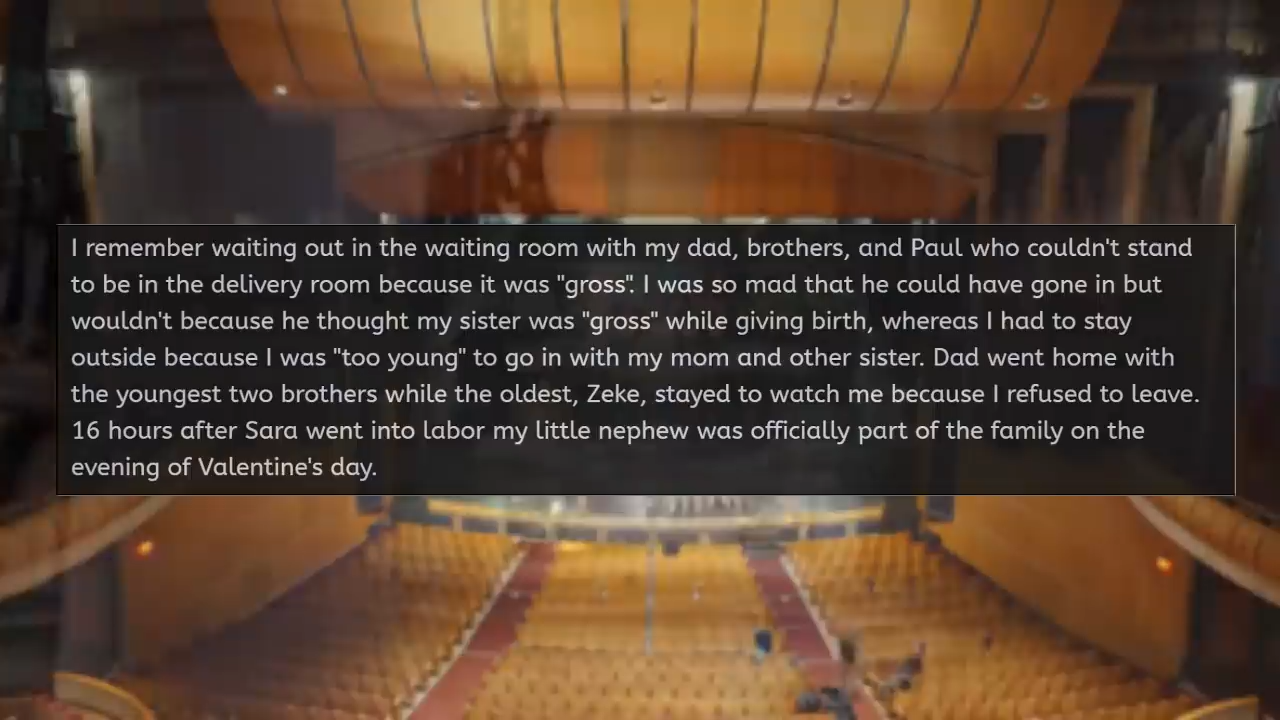 I remember waiting out in the waiting room with my dad, brothers, and Paul who couldn't stand
to be in the delivery room because it was "gross". I was so mad that he could have gone in but
wouldn't because he thought my sister was "gross" while giving birth, whereas I had to stay
outside because I was "too young" to go in with my mom and other sister. Dad went home with
the youngest two brothers while the oldest, Zeke, stayed to watch me because I refused to leave.
16 hours after Sara went into labor my little nephew was officially part of the family on the
evening of Valentine's day.